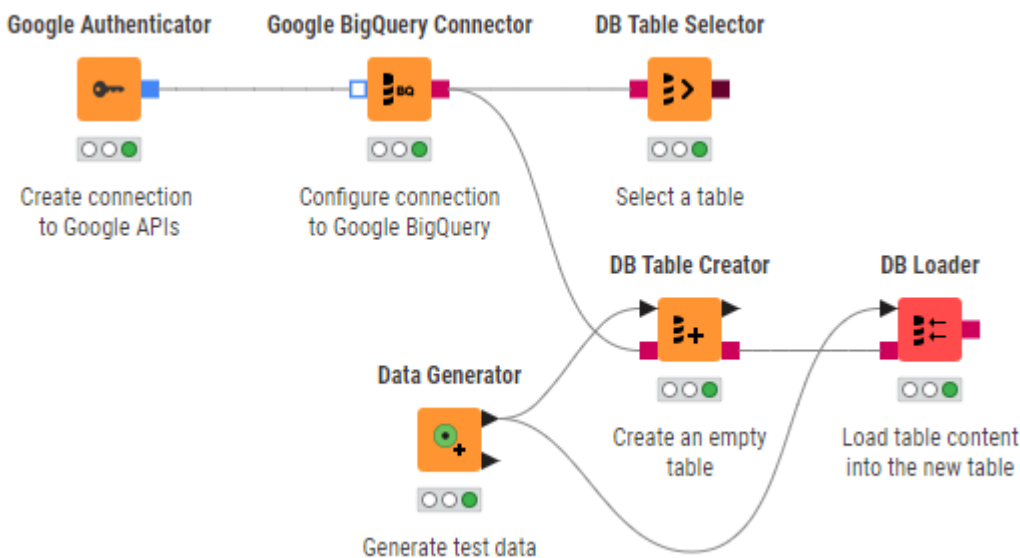 Google Authenticator
Google BigQuery Connector
DB Table Selector
BQ
Create connection
to Google APIs
Configure connection
to Google BigQuery
Select a table
DB Table Creator
DB Loader
Data Generator
Create an empty
table
Load table content
into the new table
Generate test data